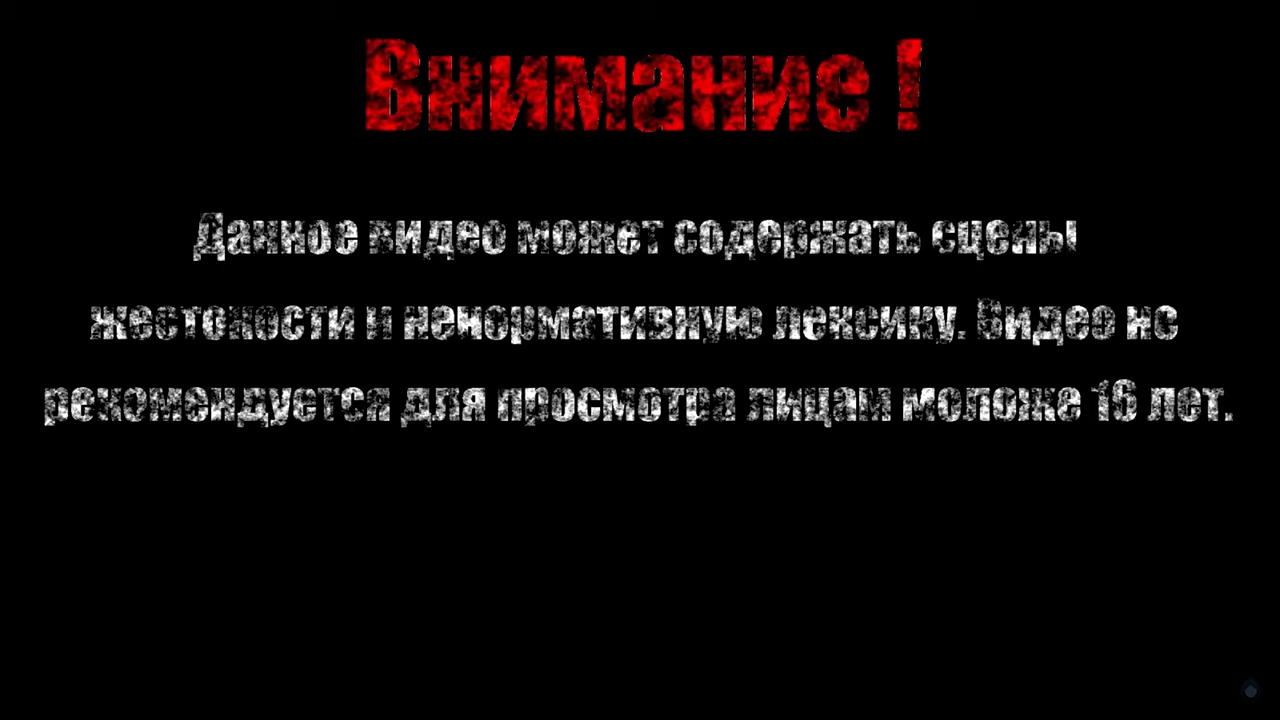 Внимание !
Данное видео может содержать сцены
жестокости и ненормативную лексику. Видео не
рекомендуется для просмотра лицам моложе 16 лет.